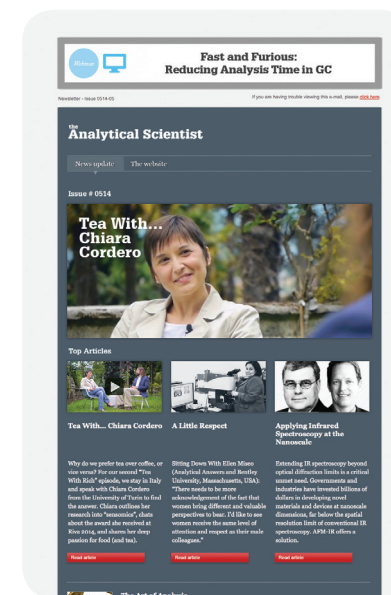 Webinar
Fast and Furious:
Reducing Analysis Time in GC
Newsletter - Issue 0514-05
If you are having trouble viewing this e-mail, please click here
the
Analytical Scientist
News update
The website
Issue # 0514
Tea With...
Chiara
Cordero
Top Articles
Tea With... Chiara Cordero
Why do we prefer tea over coffee, or
vice versa? For our second "Tea
With Rich" episode, we stay in Italy
and speak with Chiara Cordero
from the University of Turin to find
the answer. Chiara outlines her
research into "sensomics", chats
about the award she received at
Riva 2014, and shares her deep
passion for food (and tea).
Read article
A Little Respect
Sitting Down With Ellen Miseo
(Analytical Answers and Bentley
University, Massachusetts, USA):
"There needs to be more
acknowledgement of the fact that
women bring different and valuable
perspectives to bear. I'd like to see
women receive the same level of
attention and respect as their male
colleagues."
Read article
Applying Infrared
Spectroscopy at the
Nanoscale
Extending IR spectroscopy beyond
optical diffraction limits is a critical
unmet need. Governments and
industries have invested billions of
dollars in developing novel
materials and devices at nanoscale
dimensions, far below the spatial
resolution limit of conventional IR
spectroscopy. AFM-IR offers a
solution.
Read article
The Art of Analysis